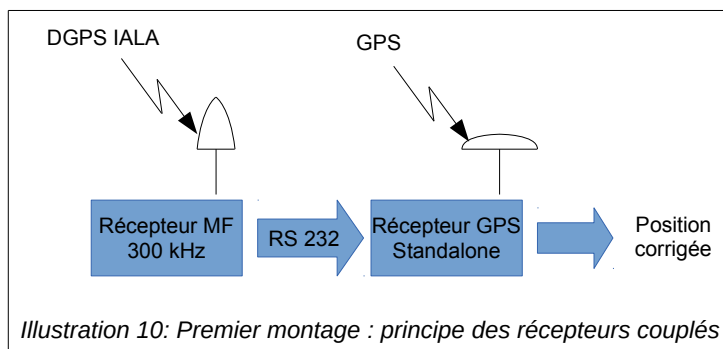 DGPS IALA
GPS
Récepteur MF
300 kHz
RS 232
Récepteur GPS
Standalone
Position
corrigée
Illustration 10: Premier montage : principe des récepteurs couplés